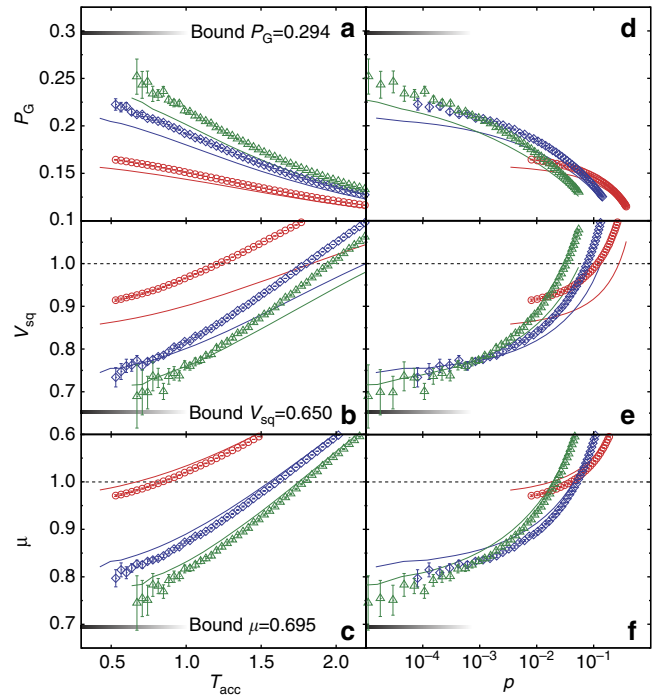 0.3
Bound P_G=0.294
a
d
0.25
P_G
0.2
0.15
0.1
1.0
0.9
V_sq
0.8
0.7
Bound V_sq=0.650
b
e
0.6
1.0
0.9
μ
0.8
0.7
Bound μ=0.695
c
f
0.5 1.0 1.5 2.0 10⁻⁴ 10⁻³ 10⁻² 10⁻¹
T_acc p